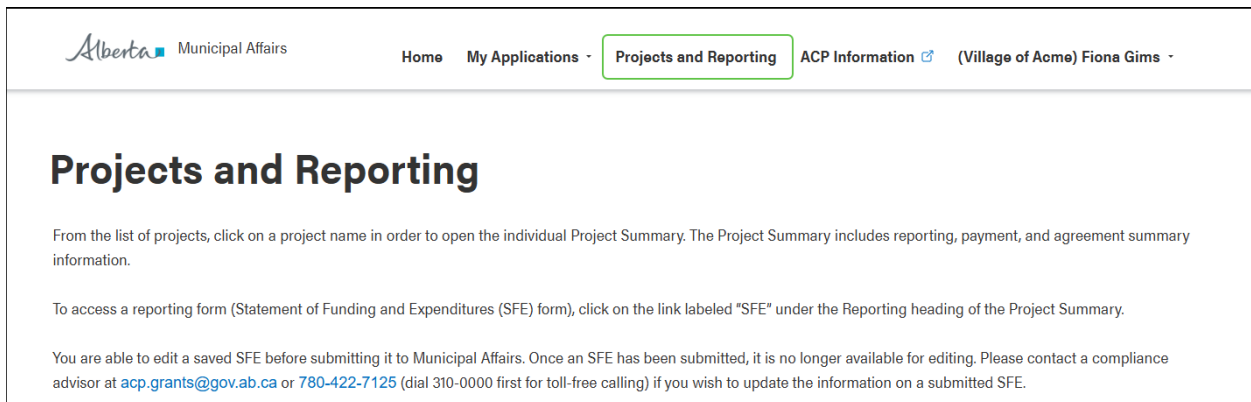 Alberta Municipal Affairs Home My Applications Projects and Reporting ACP Information (Village of Acme) Fiona Gims
Projects and Reporting
From the list of projects, click on a project name in order to open the individual Project Summary. The Project Summary includes reporting, payment, and agreement summary
information.
To access a reporting form (Statement of Funding and Expenditures (SFE) form), click on the link labeled "SFE" under the Reporting heading of the Project Summary.
You are able to edit a saved SFE before submitting it to Municipal Affairs. Once an SFE has been submitted, it is no longer available for editing. Please contact a compliance
advisor at acp.grants@gov.ab.ca or 780-422-7125 (dial 310-0000 first for toll-free calling) if you wish to update the information on a submitted SFE.